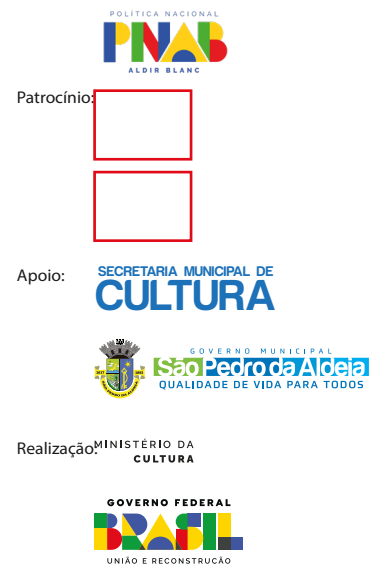 POLÍTICA NACIONAL
PNAB
ALDIR BLANC
Patrocínio:
Apoio:
SECRETARIA MUNICIPAL DE
CULTURA
GOVERNO MUNICIPAL
São Pedro da Aldeia
QUALIDADE DE VIDA PARA TODOS
Realização:
MINISTÉRIO DA
CULTURA
GOVERNO FEDERAL
BRASIL
UNIÃO E RECONSTRUÇÃO